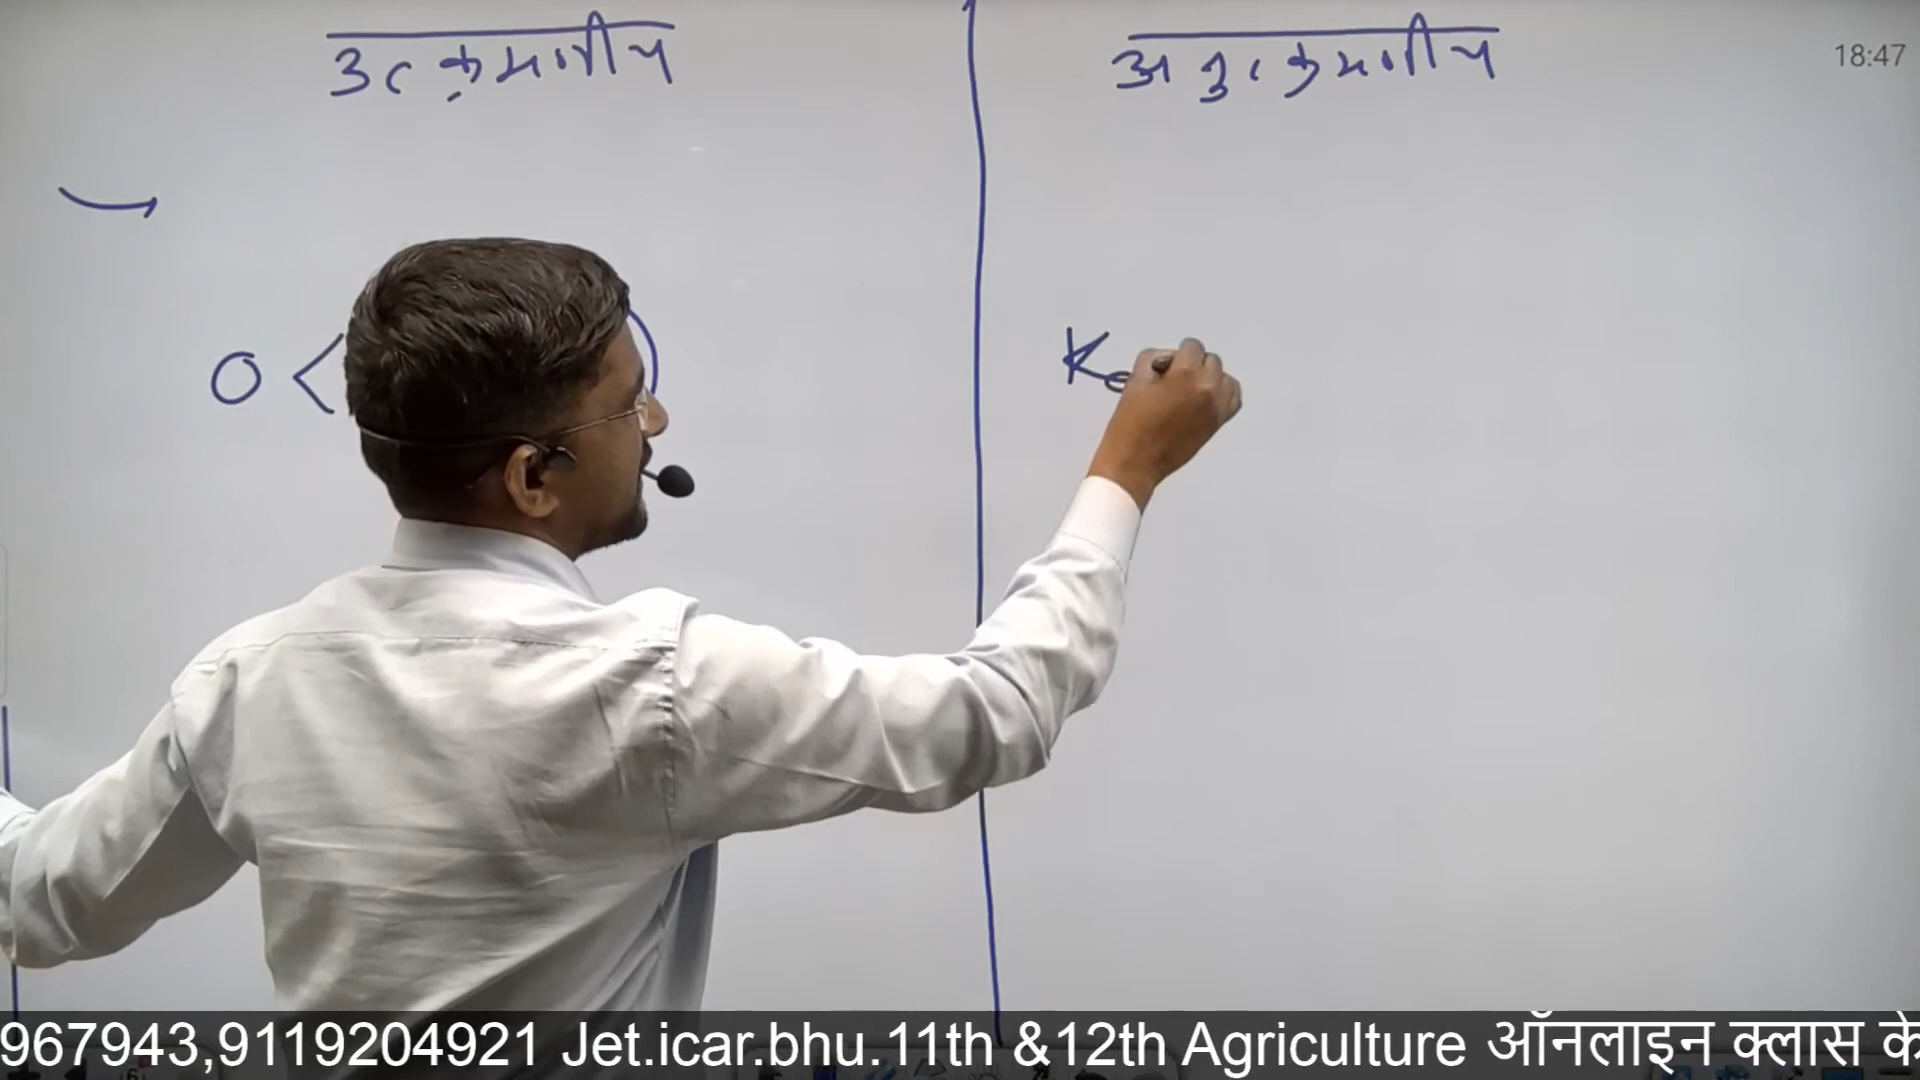 उत्क्रमणीय
अनुत्क्रमणीय
18:47
0 <
K
967943,9119204921 Jet.icar.bhu.11th &12th Agriculture ऑनलाइन क्लास के